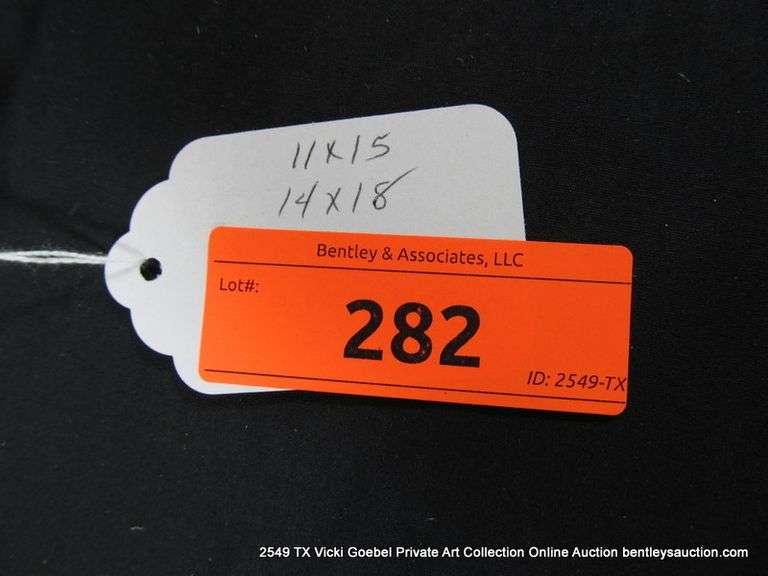 11x15
14x18
Bentley & Associates, LLC
Lot#:
282
ID: 2549-TX
2549 TX Vicki Goebel Private Art Collection Online Auction bentleysauction.com